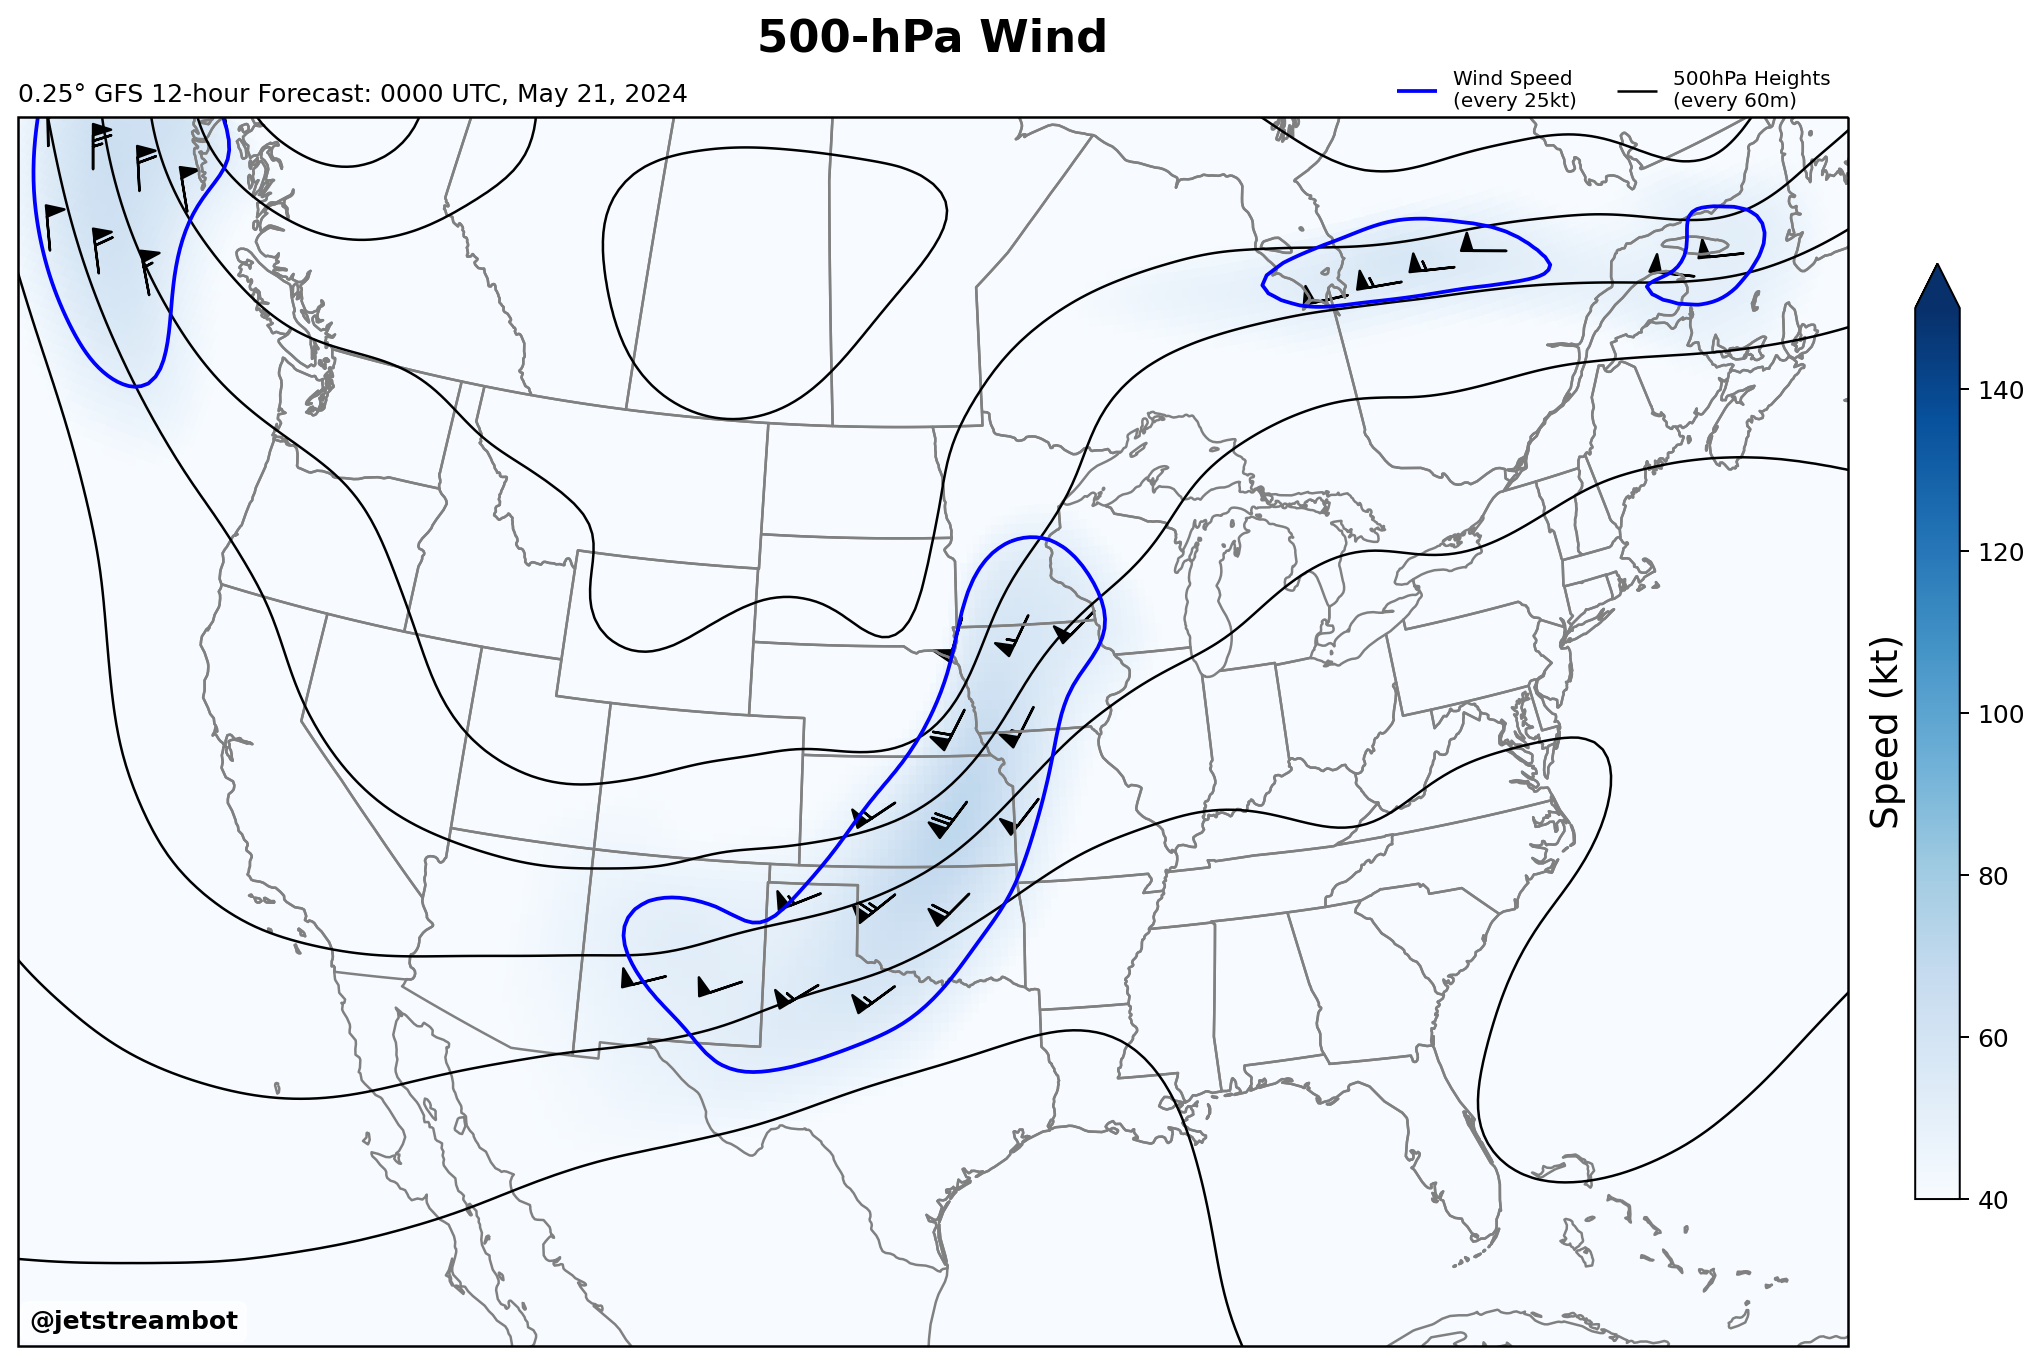 500-hPa Wind
0.25° GFS 12-hour Forecast: 0000 UTC, May 21, 2024
Wind Speed
(every 25kt)
500hPa Heights
(every 60m)
140
120
100
80
60
40
Speed (kt)
@jetstreambot